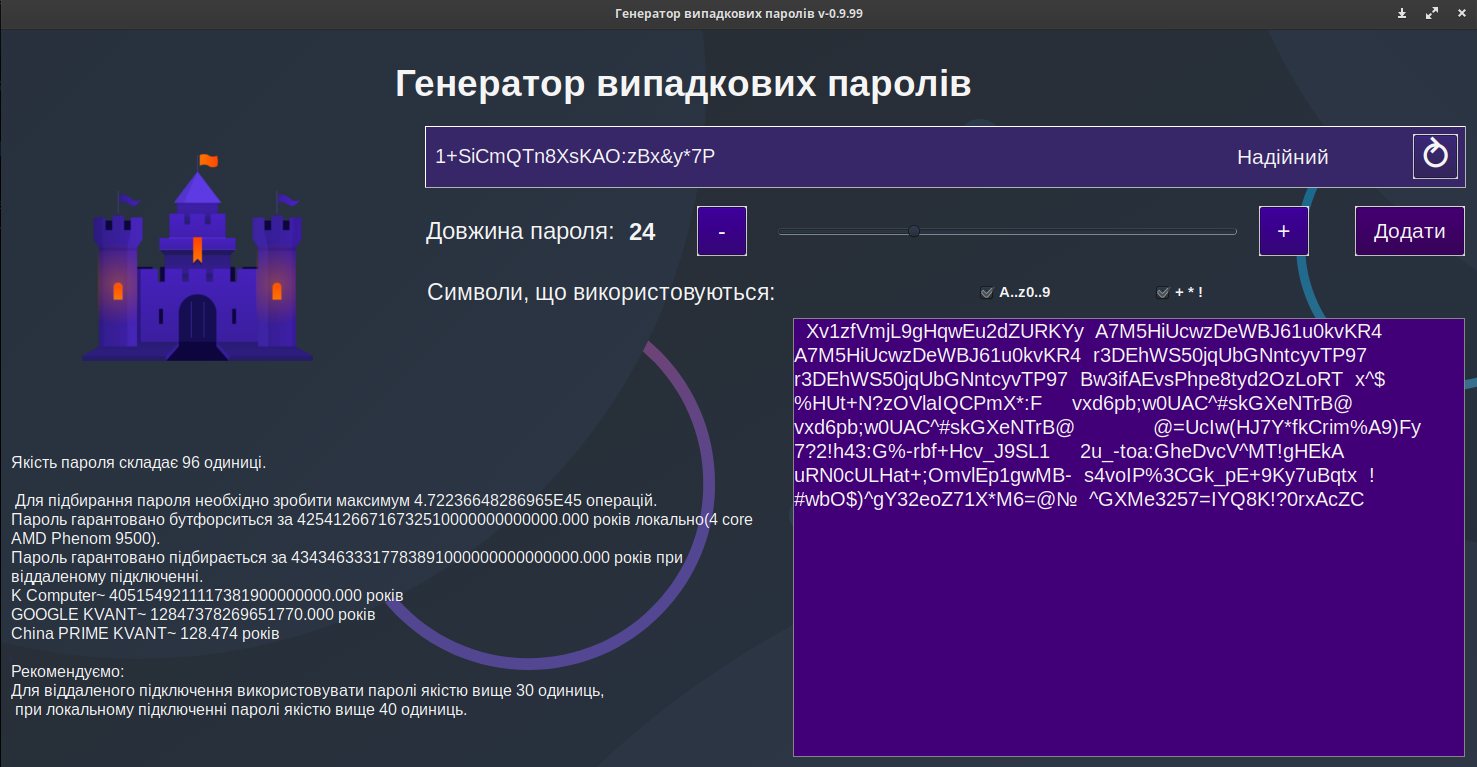 Генератор випадкових паролів v-0.9.99
Генератор випадкових паролів
1+SiCmQTn8XsKAO:zBx&y*7P Надійний
Довжина пароля: 24 - + Додати
Символи, що використовуються: A..z0..9 + * !
Xv1zfVmjL9gHqwEu2dZURKYy A7M5HiUcwzDeWBJ61u0kvKR4
A7M5HiUcwzDeWBJ61u0kvKR4 r3DEhWS50jqUbGNntcyvTP97
r3DEhWS50jqUbGNntcyvTP97 Bw3ifAEvsPhpe8tyd2OzLoRT x^$
%HUt+N?zOVlaIQCPmX*:F vxd6pb;w0UAC^#skGXeNTrB@
vxd6pb;w0UAC^#skGXeNTrB@ @=UcIw(HJ7Y*fkCrim%A9)Fy
7?2!h43:G%-rbf+Hcv_J9SL1 2u_-toa:GheDvcV^MT!gHEkA
uRN0cULHat+;OmvlEp1gwMB- s4voIP%3CGk_pE+9Ky7uBqtx !
#wbO$)^gY32eoZ71X*M6=@№ ^GXMe3257=IYQ8K!?0rxAcZC
Якість пароля складає 96 одиниці.
Для підбирання пароля необхідно зробити максимум 4.72236648286965E45 операцій.
Пароль гарантовано бутфорситься за 42541266716732510000000000000.000 років локально(4 core
AMD Phenom 9500).
Пароль гарантовано підбирається за 43434633317783891000000000000000.000 років при
віддаленому підключенні.
K Computer~ 4051549211117381900000000.000 років
GOOGLE KVANT~ 12847378269651770.000 років
China PRIME KVANT~ 128.474 років
Рекомендуємо:
Для віддаленого підключення використовувати паролі якістю вище 30 одиниць,
при локальному підключенні паролі якістю вище 40 одиниць.